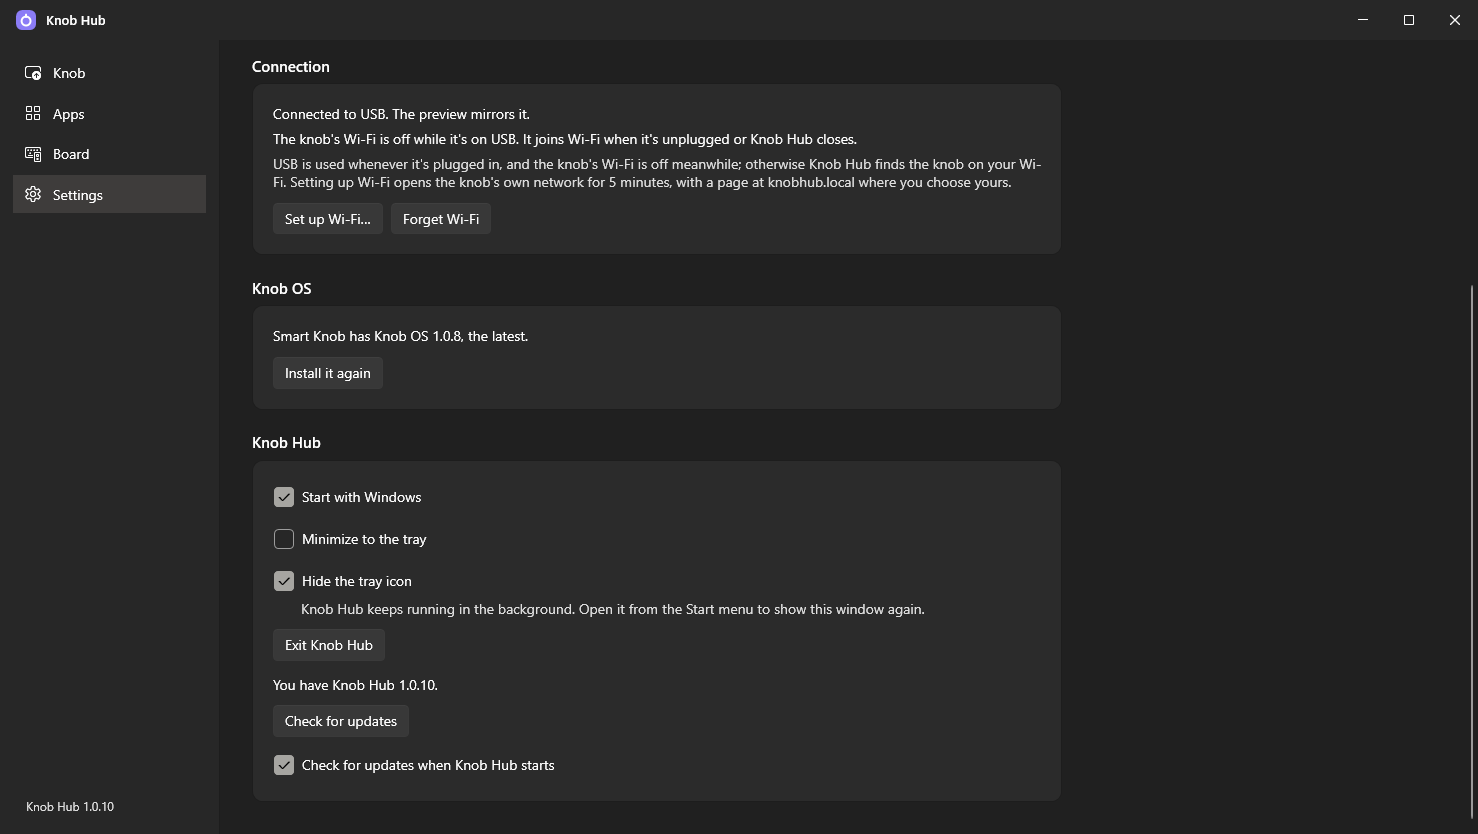 Knob Hub
Knob
Apps
Board
Settings
Knob Hub 1.0.10
Connection
Connected to USB. The preview mirrors it.
The knob's Wi-Fi is off while it's on USB. It joins Wi-Fi when it's unplugged or Knob Hub closes.
USB is used whenever it's plugged in, and the knob's Wi-Fi is off meanwhile; otherwise Knob Hub finds the knob on your Wi-
Fi. Setting up Wi-Fi opens the knob's own network for 5 minutes, with a page at knobhub.local where you choose yours.
Set up Wi-Fi... Forget Wi-Fi
Knob OS
Smart Knob has Knob OS 1.0.8, the latest.
Install it again
Knob Hub
Start with Windows
Minimize to the tray
Hide the tray icon
Knob Hub keeps running in the background. Open it from the Start menu to show this window again.
Exit Knob Hub
You have Knob Hub 1.0.10.
Check for updates
Check for updates when Knob Hub starts